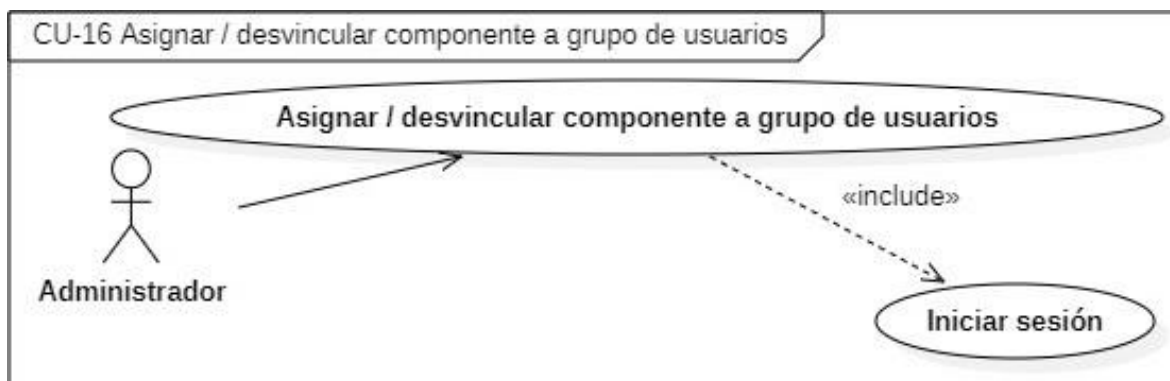 CU-16 Asignar / desvincular componente a grupo de usuarios
Asignar / desvincular componente a grupo de usuarios
«include»
Administrador
Iniciar sesión